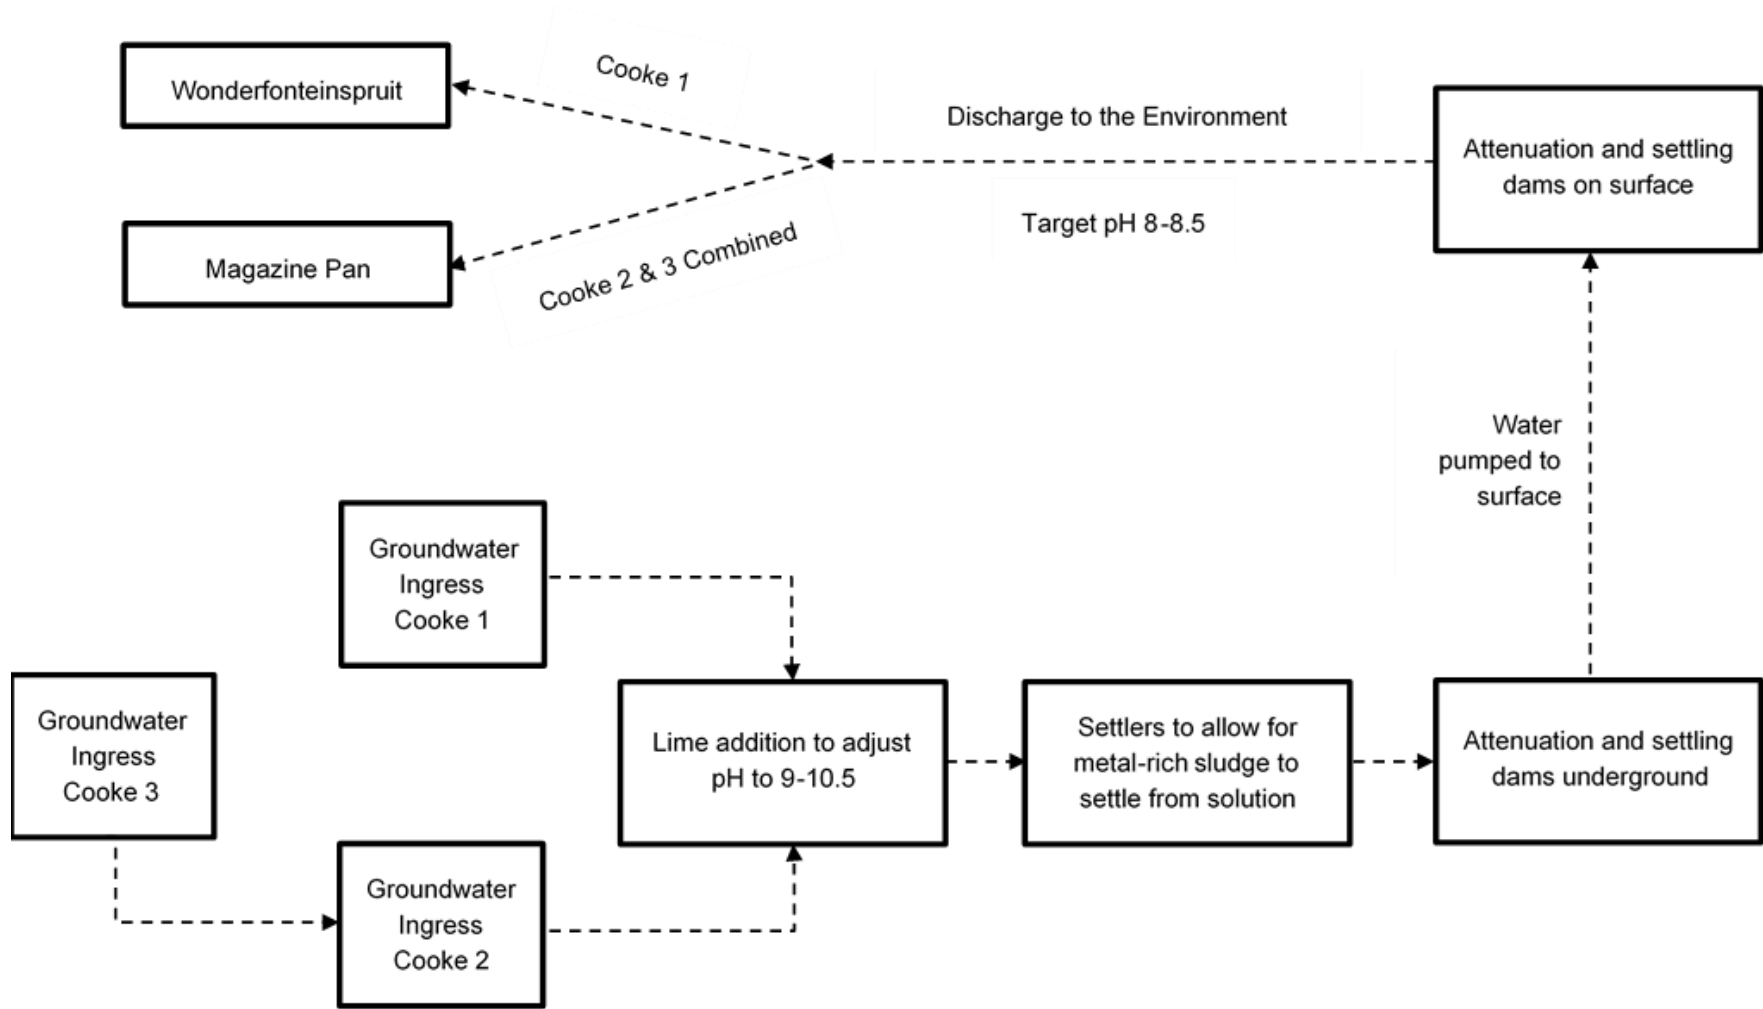 Wonderfonteinspruit
Cooke 1
Discharge to the Environment
Attenuation and settling
dams on surface
Magazine Pan
Cooke 2 & 3 Combined
Target pH 8-8.5
Water
pumped to
surface
Groundwater
Ingress
Cooke 1
Groundwater
Ingress
Cooke 3
Lime addition to adjust
pH to 9-10.5
Settlers to allow for
metal-rich sludge to
settle from solution
Attenuation and settling
dams underground
Groundwater
Ingress
Cooke 2